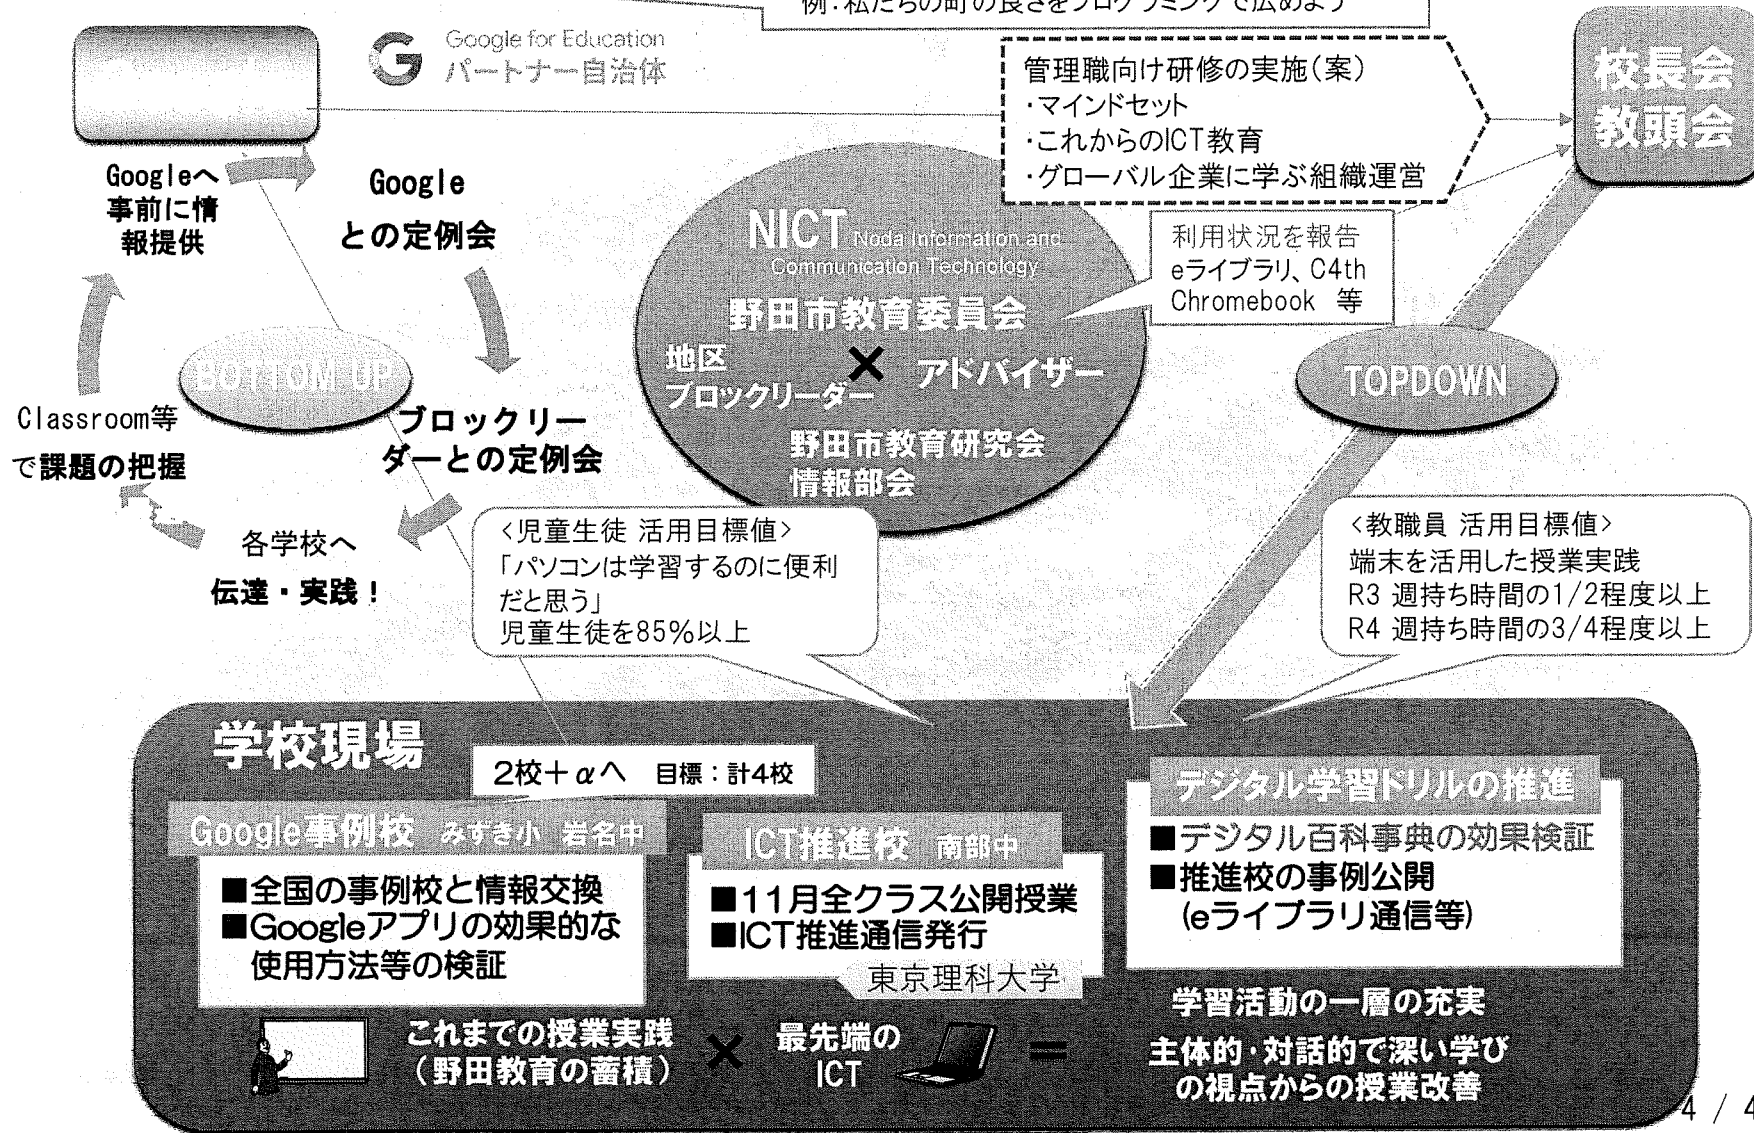 例：私たちの町の良さをプログラミングで広めよう
Google for Education
パートナー自治体
管理職向け研修の実施（案）
・マインドセット
・これからのICT教育
・グローバル企業に学ぶ組織運営
校長会
教頭会
Googleへ
事前に情
報提供
Google
との定例会
NICT Noda Information and
Communication Technology
野田市教育委員会
地区
ブロックリーダー
×
アドバイザー
野田市教育研究会
情報部会
利用状況を報告
eライブラリ、C4th
Chromebook 等
BOTTOM UP
TOPDOWN
Classroom等
で課題の把握
ブロックリー
ダーとの定例会
各学校へ
伝達・実践！
＜児童生徒 活用目標値＞
「パソコンは学習するのに便利
だと思う」
児童生徒を85％以上
＜教職員 活用目標値＞
端末を活用した授業実践
R3 週持ち時間の1/2程度以上
R4 週持ち時間の3/4程度以上
学校現場
2校＋αへ 目標：計4校
Google事例校 みずき小 岩名中
■全国の事例校と情報交換
■Googleアプリの効果的な
使用方法等の検証
ICT推進校 南部中
■11月全クラス公開授業
■ICT推進通信発行
東京理科大学
デジタル学習ドリルの推進
■デジタル百科事典の効果検証
■推進校の事例公開
（eライブラリ通信等）
これまでの授業実践
（野田教育の蓄積）
×
最先端の
ICT
＝
学習活動の一層の充実
主体的・対話的で深い学び
の視点からの授業改善
4 / 4